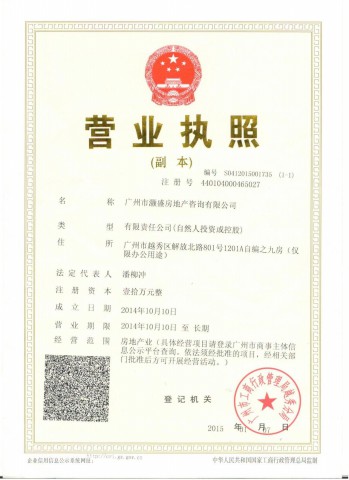 营业执照
(副 本)
编号 S0412015001735 (1-1)
注册号 440104000465027
名称 广州市灏盛房地产咨询有限公司
类型 有限责任公司(自然人投资或控股)
住所 广州市越秀区解放北路801号1201A自编之九房（仅
限办公用途）
法定代表人 潘柳冲
注册资本 壹拾万元整
成立日期 2014年10月10日
营业期限 2014年10月10日 至 长期
经营范围 房地产业（具体经营项目请登录广州市商事主体信
息公示平台查询。依法须经批准的项目，经相关部
门批准后方可开展经营活动。）
登记机关
广州市工商行政管理局越秀分局
年 月 日
企业信用信息公示系统网址：
中华人民共和国国家工商行政管理总局监制